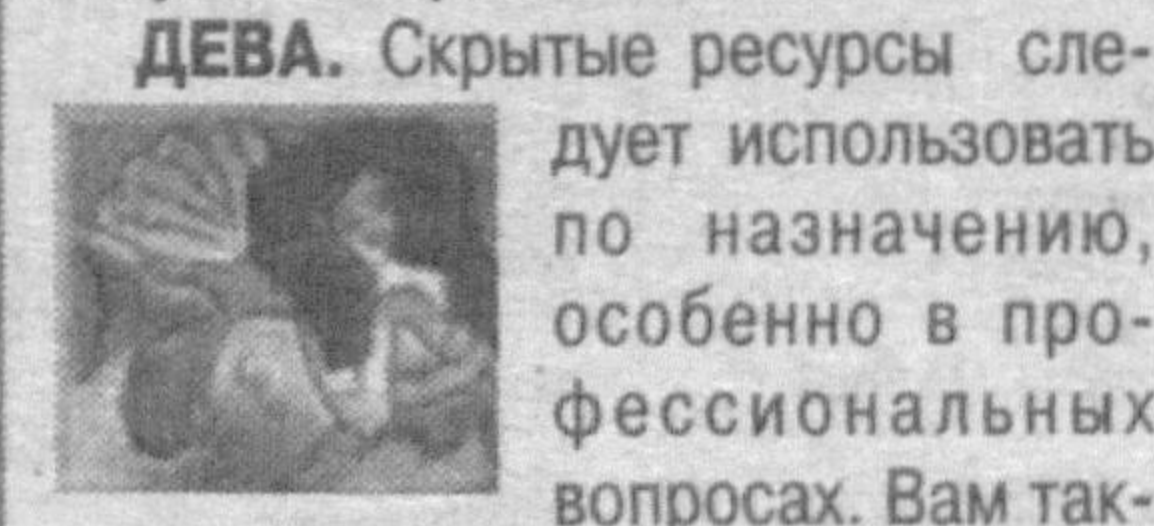 ДЕВА. Скрытые ресурсы сле-
дует использовать
по назначению,
особенно в про-
фессиональных
вопросах. Вам так-